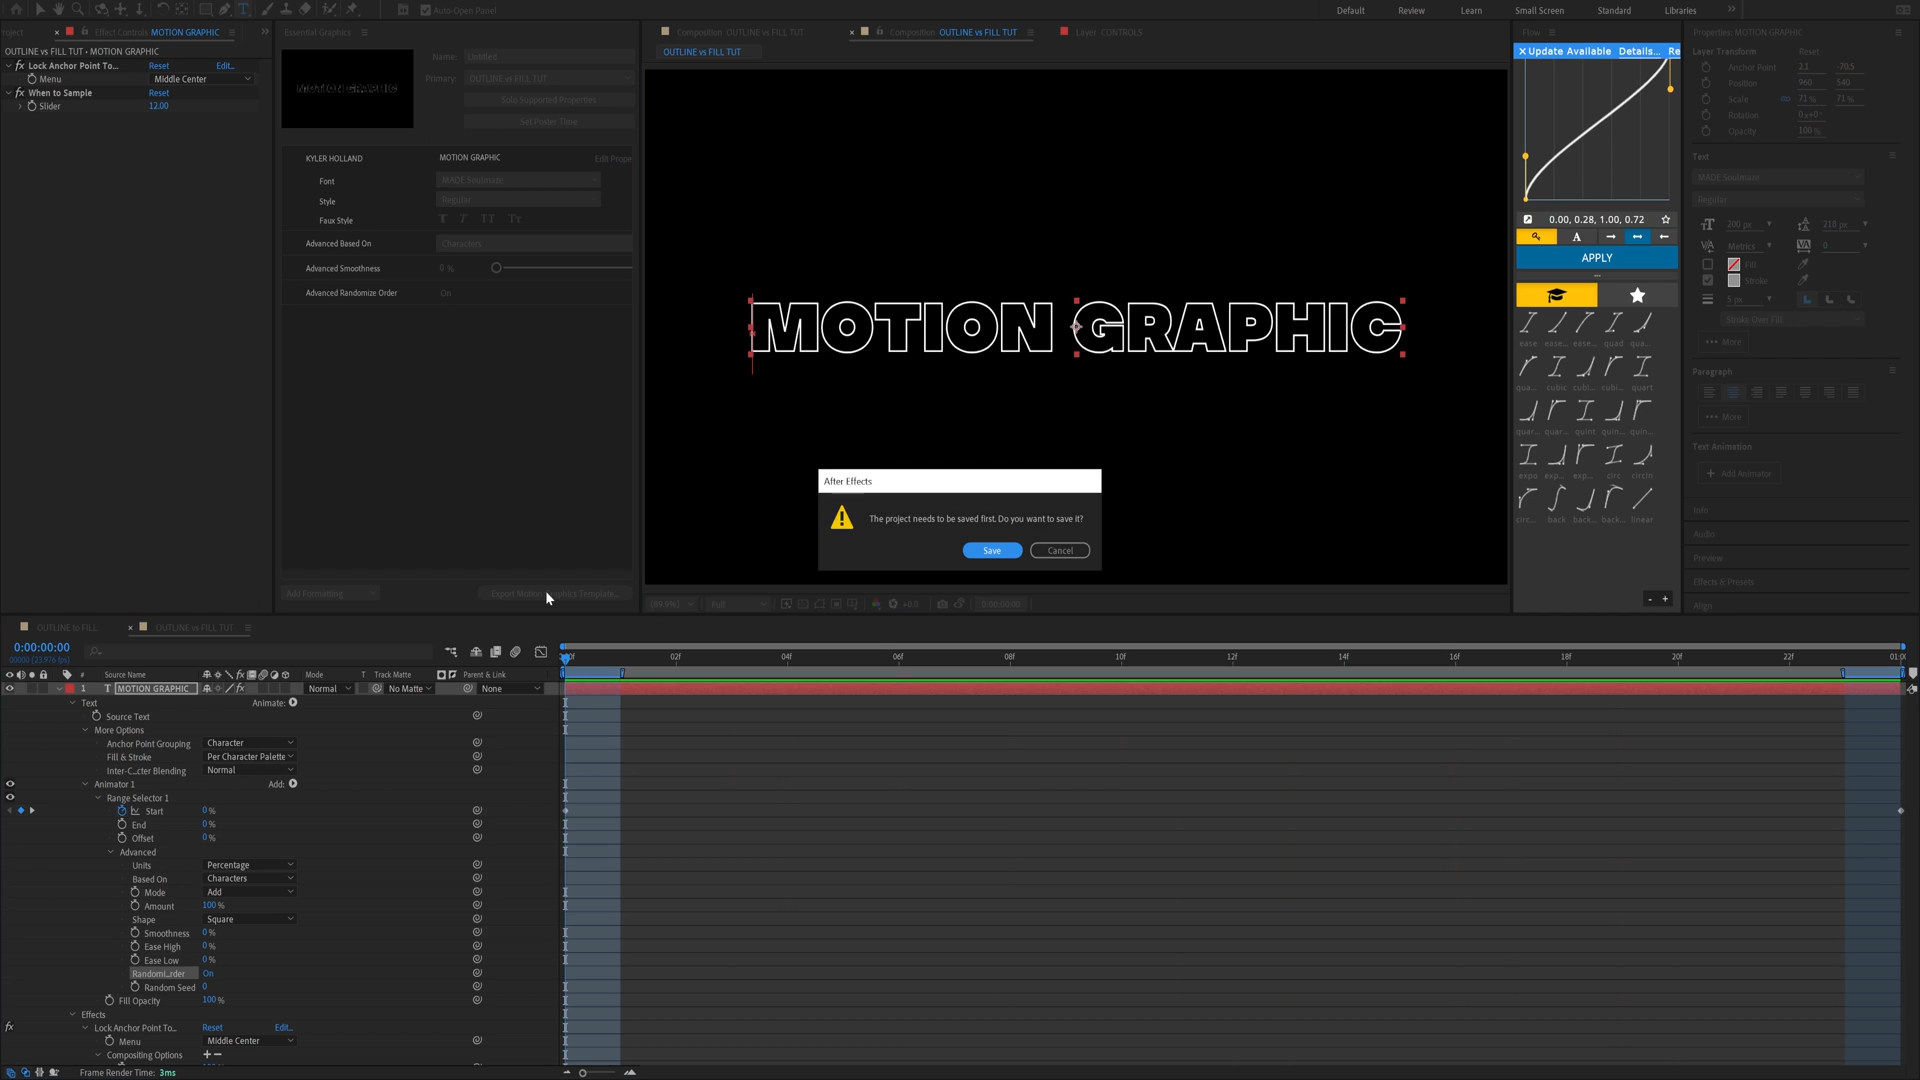 Auto-Open Panel
Default
Review
Learn
Small Screen
Standard
Libraries
Effect Controls MOTION GRAPHIC
OUTLINE vs FILL TUT • MOTION GRAPHIC
Lock Anchor Point To... Reset Edit...
Menu Middle Center
When to Sample Reset
Slider 12.00
Essential Graphics
MOTION GRAPHIC
Name: Untitled
Primary: OUTLINE vs FILL TUT
Solo Supported Properties
Set Poster Time
KYLER HOLLAND MOTION GRAPHIC Edit Prope
Font MADE Soulmaze
Style Regular
Faux Style T T TT Tt
Advanced Based On Characters
Advanced Smoothness 0 %
Advanced Randomize Order On
Add Formatting
Composition OUTLINE vs FILL TUT
Composition OUTLINE vs FILL TUT
Layer CONTROLS
OUTLINE vs FILL TUT
MOTION GRAPHIC
After Effects
The project needs to be saved first. Do you want to save it?
Save Cancel
(89.9%) Full +0.0 0:00:00:00
Flow
Update Available Details... Re
0.00, 0.28, 1.00, 0.72
APPLY
ease ease... ease... quad qua...
qua... cubic cubi... cubi... quart
quar... quar... quint quin... quin...
expo exp... exp... circ circIn
circ... back back... back... linear
Properties: MOTION GRAPHIC
Layer Transform Reset
Anchor Point 2.1 -70.5
Position 960 540
Scale 71 % 71 %
Rotation 0x+0°
Opacity 100 %
Text
MADE Soulmaze
Regular
200 px 218 px
Metrics 0
Fill
Stroke
5 px
Stroke Over Fill
More
Paragraph
More
Text Animation
Add Animator
Info
Audio
Preview
Effects & Presets
Align
OUTLINE to FILL
OUTLINE vs FILL TUT
0:00:00:00
00000 (23.976 fps)
02f 04f 06f 08f 10f 12f 14f 16f 18f 20f 22f
# Source Name Mode T Track Matte Parent & Link
1 T MOTION GRAPHIC Normal No Matte None
Text Animate:
Source Text
More Options
Anchor Point Grouping Character
Fill & Stroke Per Character Palette
Inter-C...cter Blending Normal
Animator 1 Add:
Range Selector 1
Start 0 %
End 0 %
Offset 0 %
Advanced
Units Percentage
Based On Characters
Mode Add
Amount 100 %
Shape Square
Smoothness 0 %
Ease High 0 %
Ease Low 0 %
Randomi...rder On
Random Seed 0
Fill Opacity 100 %
Effects
Lock Anchor Point To... Reset Edit...
Menu Middle Center
Compositing Options + −
Frame Render Time: 3ms